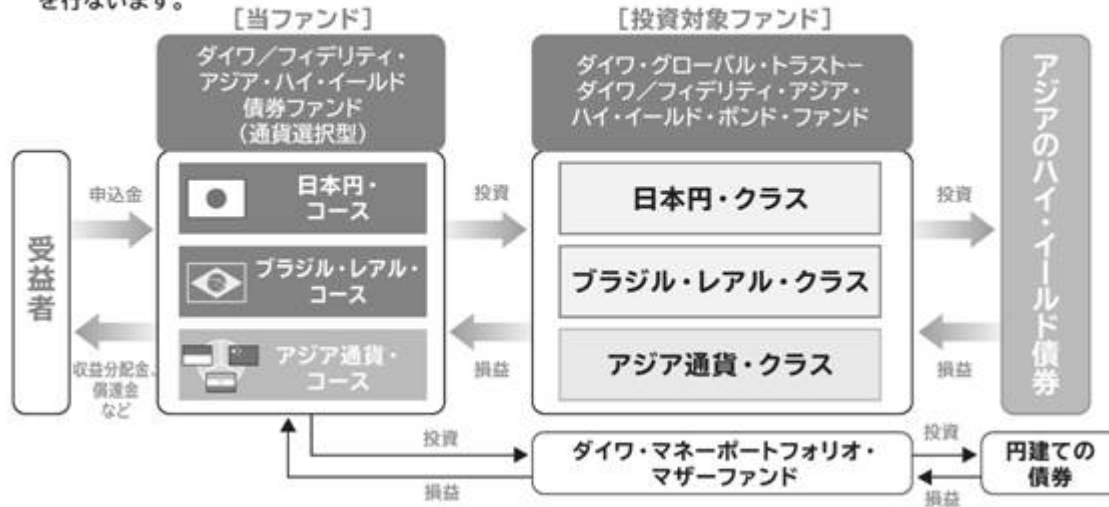 を行ないます。
[当ファンド]
[投資対象ファンド]
ダイワ／フィデリティ・
アジア・ハイ・イールド
債券ファンド
（通貨選択型）
ダイワ・グローバル・トラストー
ダイワ／フィデリティ・アジア・
ハイ・イールド・ボンド・ファンド
受益者
申込金
収益分配金、
償還金
など
日本円・
コース
ブラジル・レアル・
コース
アジア通貨・
コース
投資
損益
日本円・クラス
ブラジル・レアル・クラス
アジア通貨・クラス
投資
損益
アジアのハイ・イールド債券
投資
損益
ダイワ・マネーポートフォリオ・
マザーファンド
投資
損益
円建ての
債券